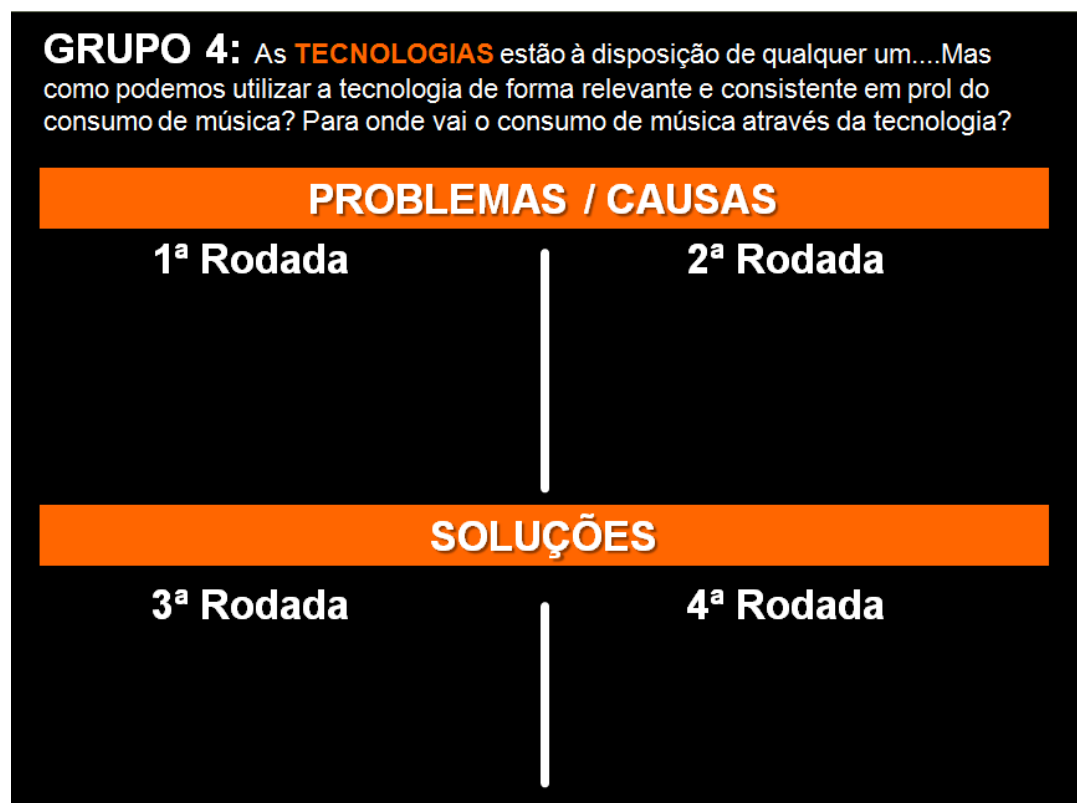 GRUPO 4: As TECNOLOGIAS estão à disposição de qualquer um....Mas
como podemos utilizar a tecnologia de forma relevante e consistente em prol do
consumo de música? Para onde vai o consumo de música através da tecnologia?
PROBLEMAS / CAUSAS
1ª Rodada
2ª Rodada
SOLUÇÕES
3ª Rodada
4ª Rodada